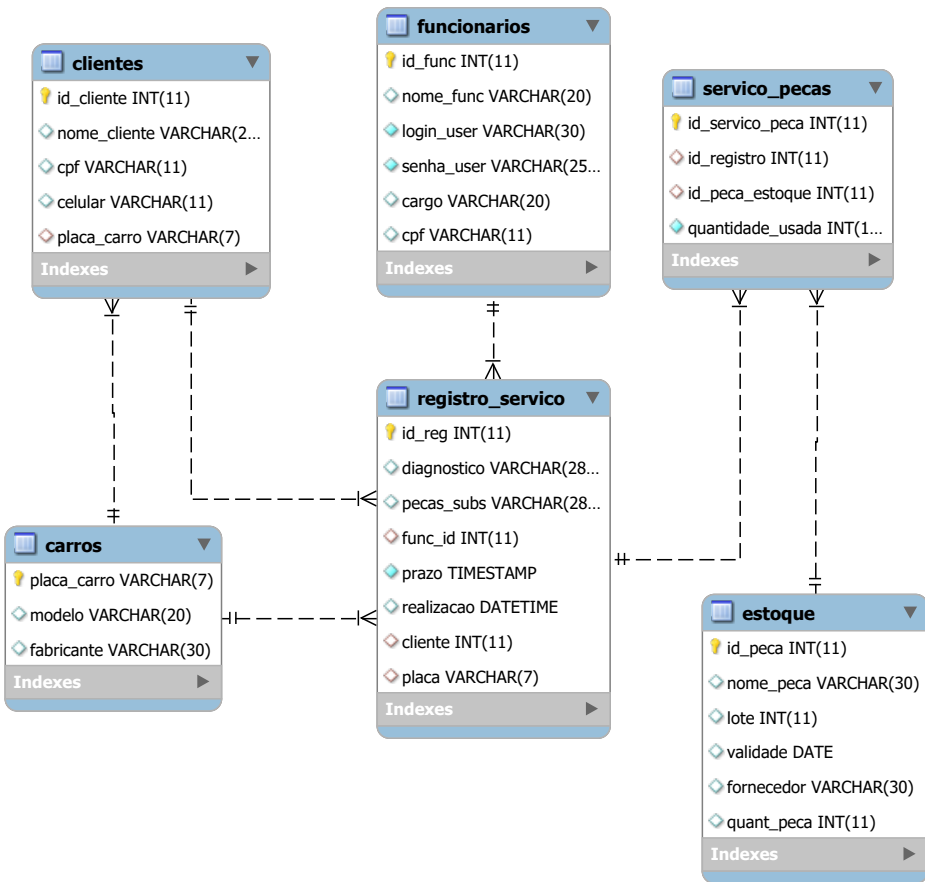 clientes
id_cliente INT(11)
nome_cliente VARCHAR(2...
cpf VARCHAR(11)
celular VARCHAR(11)
placa_carro VARCHAR(7)
Indexes
funcionarios
id_func INT(11)
nome_func VARCHAR(20)
login_user VARCHAR(30)
senha_user VARCHAR(25...
cargo VARCHAR(20)
cpf VARCHAR(11)
Indexes
servico_pecas
id_servico_peca INT(11)
id_registro INT(11)
id_peca_estoque INT(11)
quantidade_usada INT(1...
Indexes
carros
placa_carro VARCHAR(7)
modelo VARCHAR(20)
fabricante VARCHAR(30)
Indexes
registro_servico
id_reg INT(11)
diagnostico VARCHAR(28...
pecas_subs VARCHAR(28...
func_id INT(11)
prazo TIMESTAMP
realizacao DATETIME
cliente INT(11)
placa VARCHAR(7)
Indexes
estoque
id_peca INT(11)
nome_peca VARCHAR(30)
lote INT(11)
validade DATE
fornecedor VARCHAR(30)
quant_peca INT(11)
Indexes